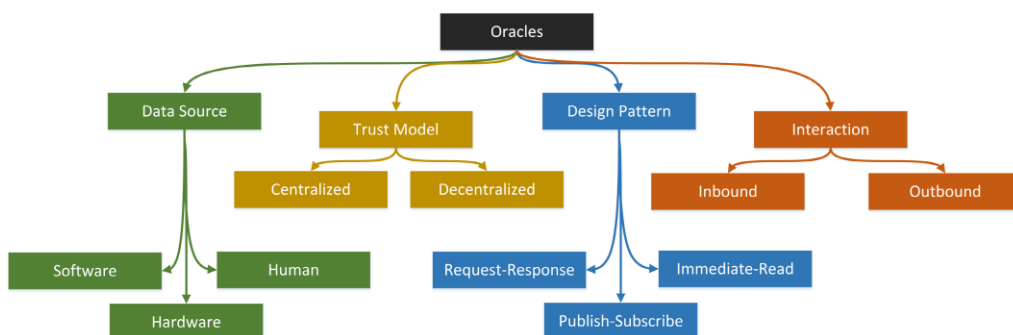 Oracles
Data Source
Trust Model
Design Pattern
Interaction
Centralized
Decentralized
Inbound
Outbound
Software
Human
Request-Response
Immediate-Read
Hardware
Publish-Subscribe